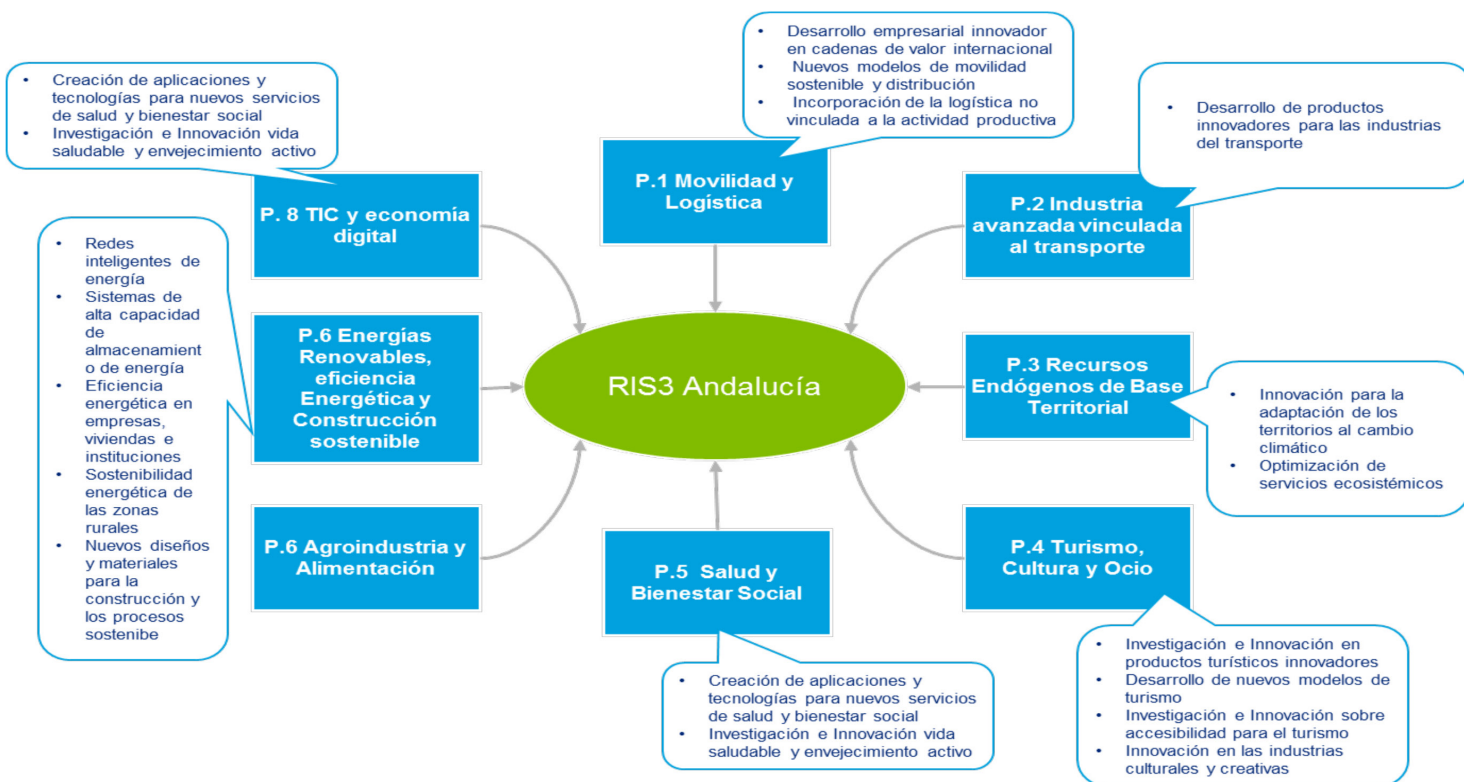 • Desarrollo empresarial innovador
en cadenas de valor internacional
• Nuevos modelos de movilidad
sostenible y distribución
• Incorporación de la logística no
vinculada a la actividad productiva
• Creación de aplicaciones y
tecnologías para nuevos servicios
de salud y bienestar social
• Investigación e Innovación vida
saludable y envejecimiento activo
• Desarrollo de productos
innovadores para las industrias
del transporte
P.1 Movilidad y
Logística
P. 8 TIC y economía
digital
P.2 Industria
avanzada vinculada
al transporte
• Redes
inteligentes de
energía
• Sistemas de
alta capacidad
de
almacenamient
o de energía
• Eficiencia
energética en
empresas,
viviendas e
instituciones
• Sostenibilidad
energética de
las zonas
rurales
• Nuevos diseños
y materiales
para la
construcción y
los procesos
sostenibe
P.6 Energías
Renovables,
eficiencia
Energética y
Construcción
sostenible
RIS3 Andalucía
P.3 Recursos
Endógenos de Base
Territorial
• Innovación para la
adaptación de los
territorios al cambio
climático
• Optimización de
servicios ecosistémicos
P.6 Agroindustria y
Alimentación
P.5 Salud y
Bienestar Social
P.4 Turismo,
Cultura y Ocio
• Creación de aplicaciones y
tecnologías para nuevos servicios
de salud y bienestar social
• Investigación e Innovación vida
saludable y envejecimiento activo
• Investigación e Innovación en
productos turísticos innovadores
• Desarrollo de nuevos modelos de
turismo
• Investigación e Innovación sobre
accesibilidad para el turismo
• Innovación en las industrias
culturales y creativas